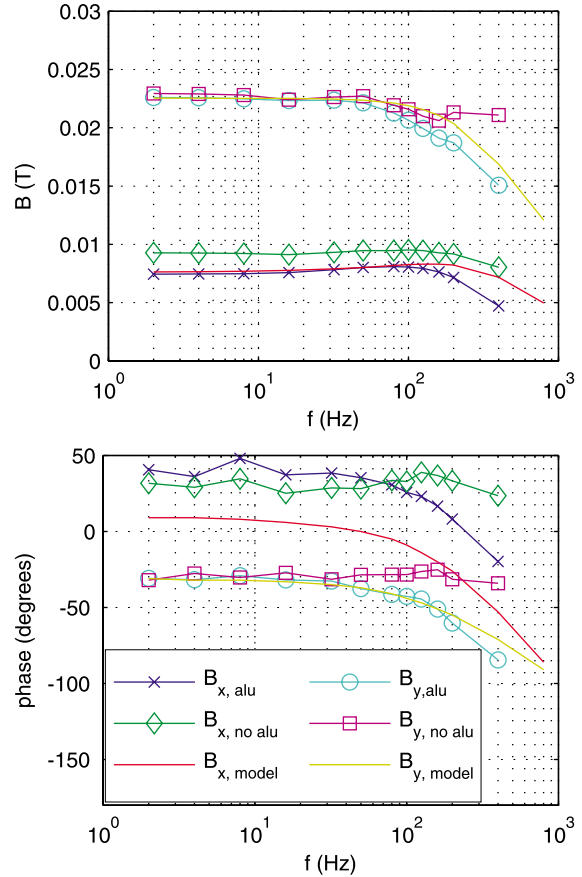 0.03
0.025
0.02
0.015
0.01
0.005
0
B (T)
10^0 10^1 10^2 10^3
f (Hz)
50
0
-50
-100
-150
phase (degrees)
B_x, alu B_y,alu
B_x, no alu B_y, no alu
B_x, model B_y, model
10^0 10^1 10^2 10^3
f (Hz)